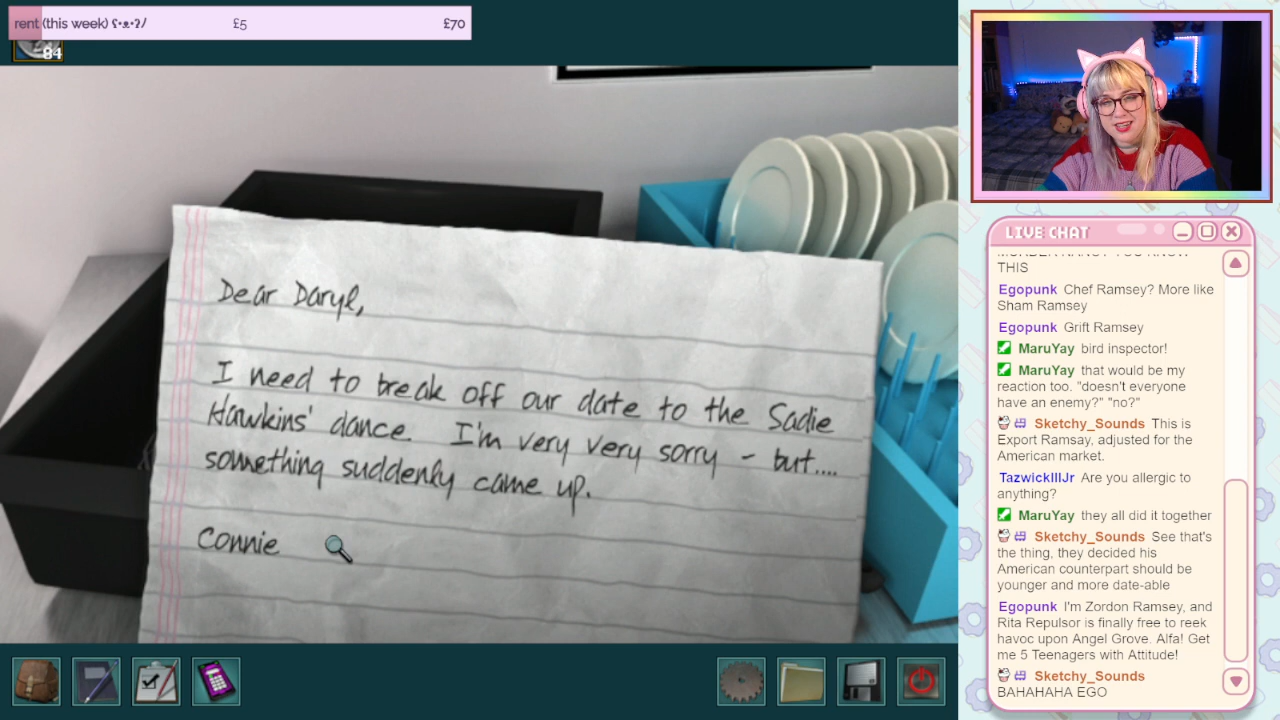 rent (this week) ʕ•ᴥ•ʔﾉ £5 £70
84
Dear Daryl,
I need to break off our date to the Sadie
Hawkins' dance. I'm very very sorry - but....
something suddenly came up.
Connie
LIVE CHAT
THIS
Egopunk Chef Ramsey? More like
Sham Ramsey
Egopunk Grift Ramsey
MaruYay bird inspector!
MaruYay that would be my
reaction too. "doesn't everyone
have an enemy?" "no?"
Sketchy_Sounds This is
Export Ramsay, adjusted for the
American market.
TazwickIIIJr Are you allergic to
anything?
MaruYay they all did it together
Sketchy_Sounds See that's
the thing, they decided his
American counterpart should be
younger and more date-able
Egopunk I'm Zordon Ramsey, and
Rita Repulsor is finally free to reek
havoc upon Angel Grove. Alfa! Get
me 5 Teenagers with Attitude!
Sketchy_Sounds
BAHAHAHA EGO